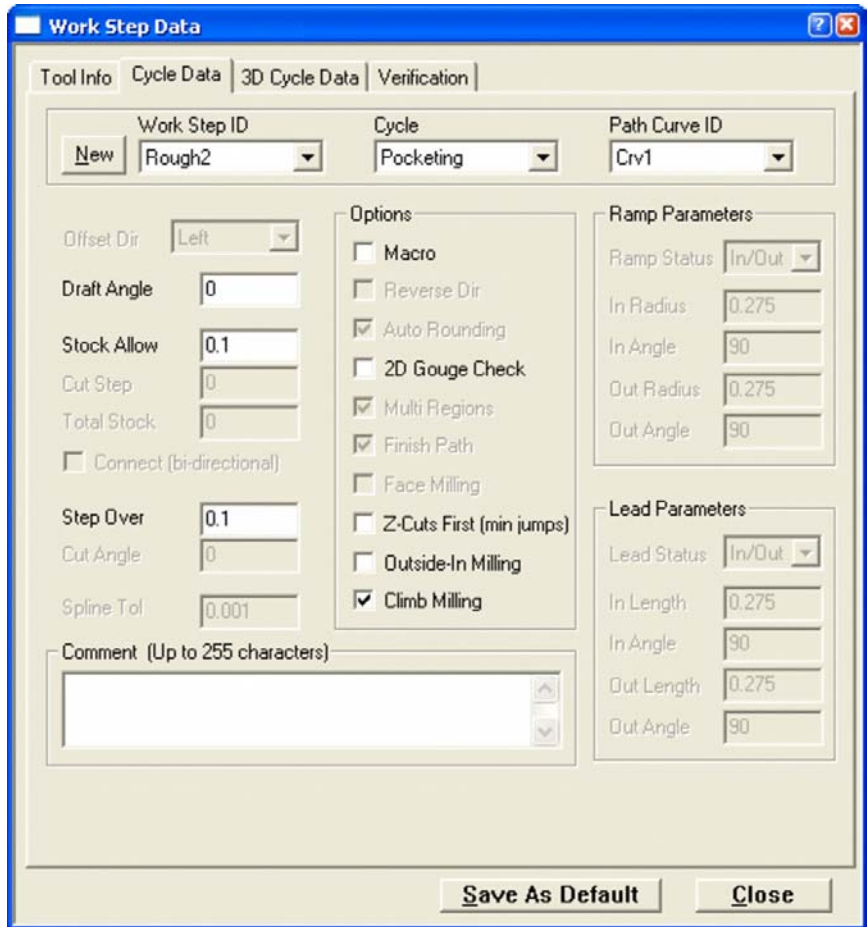 Work Step Data
Tool Info Cycle Data 3D Cycle Data Verification
Work Step ID Cycle Path Curve ID
New Rough2 Pocketing Crv1
Offset Dir Left
Draft Angle 0
Stock Allow 0.1
Cut Step 0
Total Stock 0
Connect (bi-directional)
Step Over 0.1
Cut Angle 0
Spline Tol 0.001
Options
Macro
Reverse Dir
Auto Rounding
2D Gouge Check
Multi Regions
Finish Path
Face Milling
Z-Cuts First (min jumps)
Outside-In Milling
Climb Milling
Ramp Parameters
Ramp Status In/Out
In Radius 0.275
In Angle 90
Out Radius 0.275
Out Angle 90
Lead Parameters
Lead Status In/Out
In Length 0.275
In Angle 90
Out Length 0.275
Out Angle 90
Comment (Up to 255 characters)
Save As Default Close